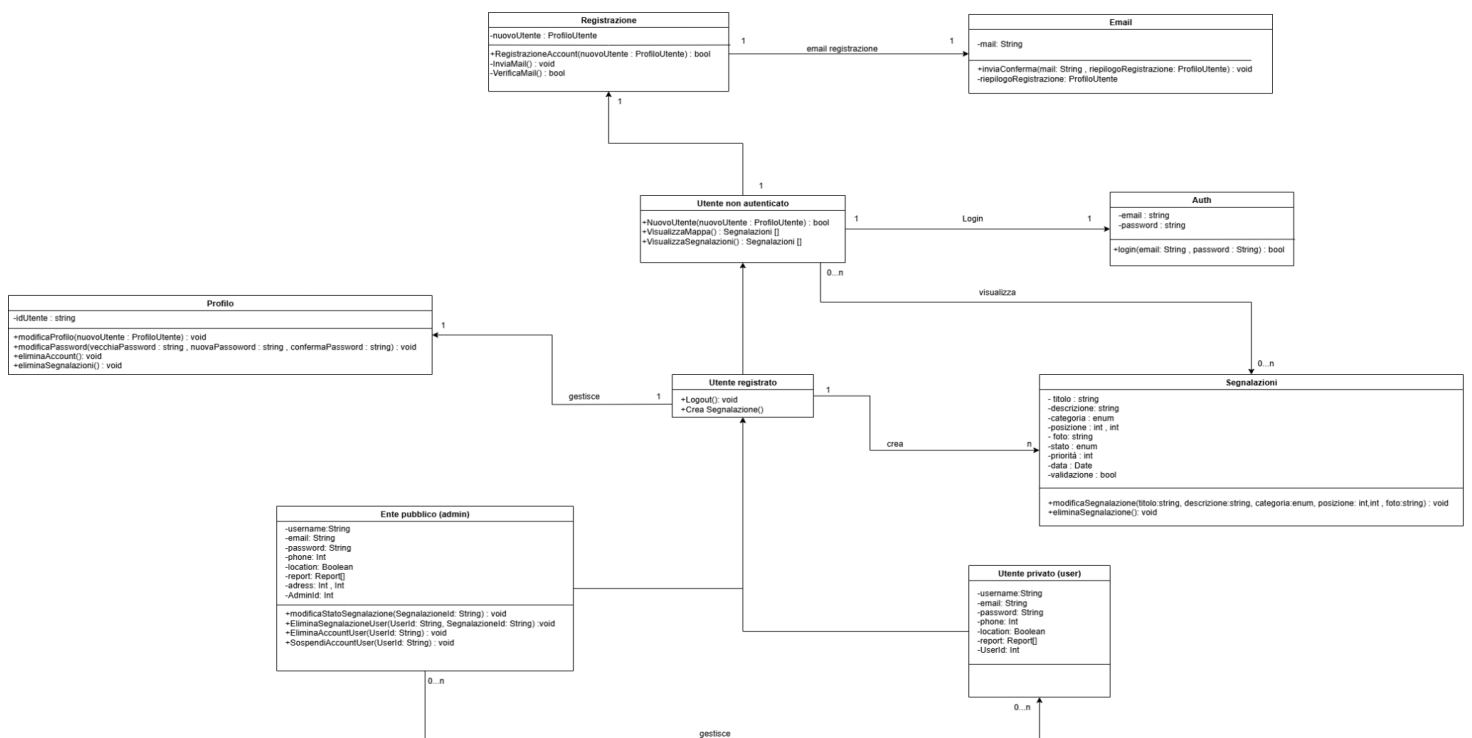 Registrazione
-nuovoUtente : ProfiloUtente
+RegistrazioneAccount(nuovoUtente : ProfiloUtente) : bool
-InviaMail() : void
-VerificaMail() : bool
1
email registrazione
1
Email
-mail: String
+inviaConferma(mail: String , riepilogoRegistrazione: ProfiloUtente) : void
-riepilogoRegistrazione: ProfiloUtente
1
1
Utente non autenticato
+NuovoUtente(nuovoUtente : ProfiloUtente) : bool
+VisualizzaMappa() : Segnalazioni []
+VisualizzaSegnalazioni() : Segnalazioni []
1
Login
1
Auth
-email : string
-password : string
+login(email: String , password : String) : bool
0...n
visualizza
0...n
Profilo
-idUtente : string
+modificaProfilo(nuovoUtente : ProfiloUtente) : void
+modificaPassword(vecchiaPassword : string , nuovaPassoword : string , confermaPassword : string) : void
+eliminaAccount(): void
+eliminaSegnalazioni() : void
1
gestisce
1
Utente registrato
+Logout(): void
+Crea Segnalazione()
1
crea
n
Segnalazioni
- titolo : string
-descrizione: string
-categoria : enum
-posizione : int , int
- foto: string
-stato : enum
-priorità : int
-data : Date
-validazione : bool
+modificaSegnalazione(titolo:string, descrizione:string, categoria:enum, posizione: int,int , foto:string) : void
+eliminaSegnalazione(): void
Ente pubblico (admin)
-username:String
-email: String
-password: String
-phone: Int
-location: Boolean
-report: Report[]
-adress: Int , Int
-AdminId: Int
+modificaStatoSegnalazione(SegnalazioneId: String) : void
+EliminaSegnalazioneUser(UserId: String, SegnalazioneId: String) :void
+EliminaAccountUser(UserId: String) : void
+SospendiAccountUser(UserId: String) : void
0...n
Utente privato (user)
-username:String
-email: String
-password: String
-phone: Int
-location: Boolean
-report: Report[]
-UserId: Int
0...n
gestisce